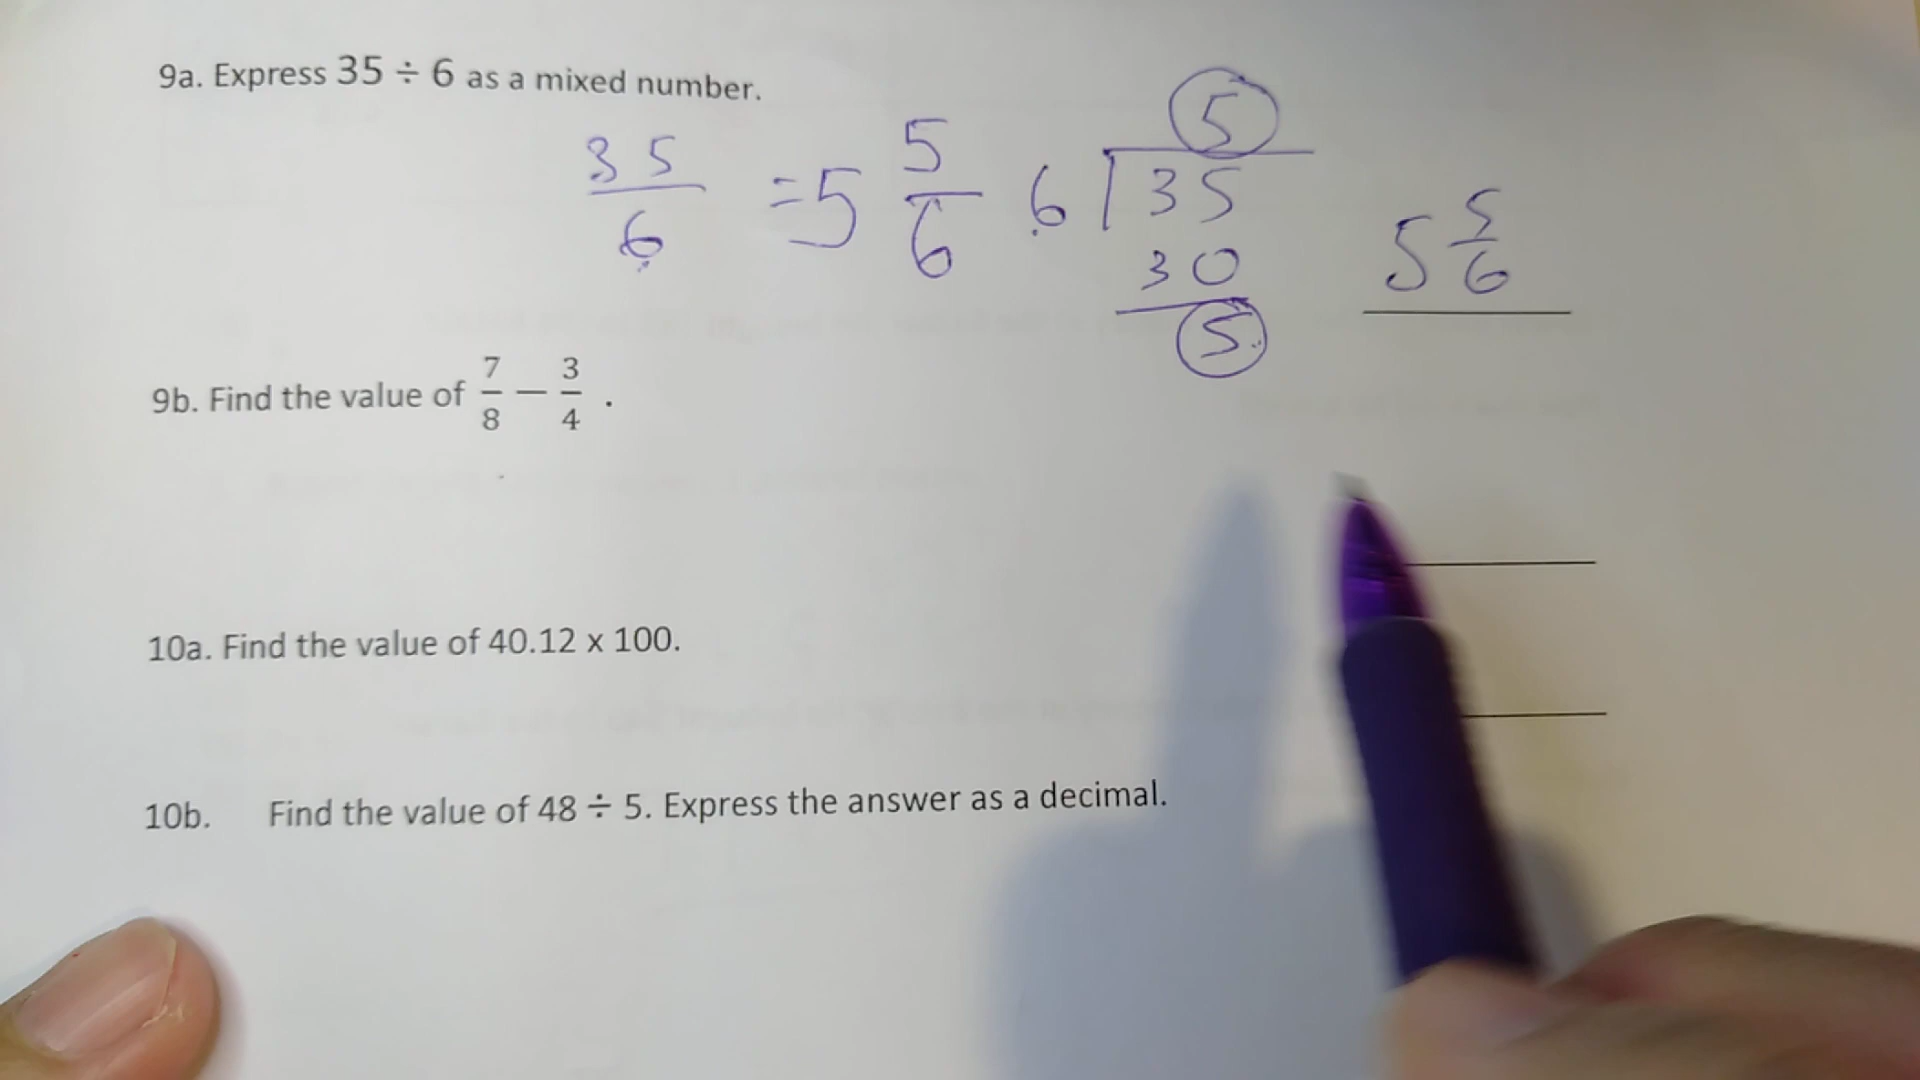 9a. Express 35 ÷ 6 as a mixed number.
35/6 = 5 5/6
5
6 35
30
5
5 5/6
9b. Find the value of 7/8 − 3/4 .
10a. Find the value of 40.12 x 100.
10b. Find the value of 48 ÷ 5. Express the answer as a decimal.